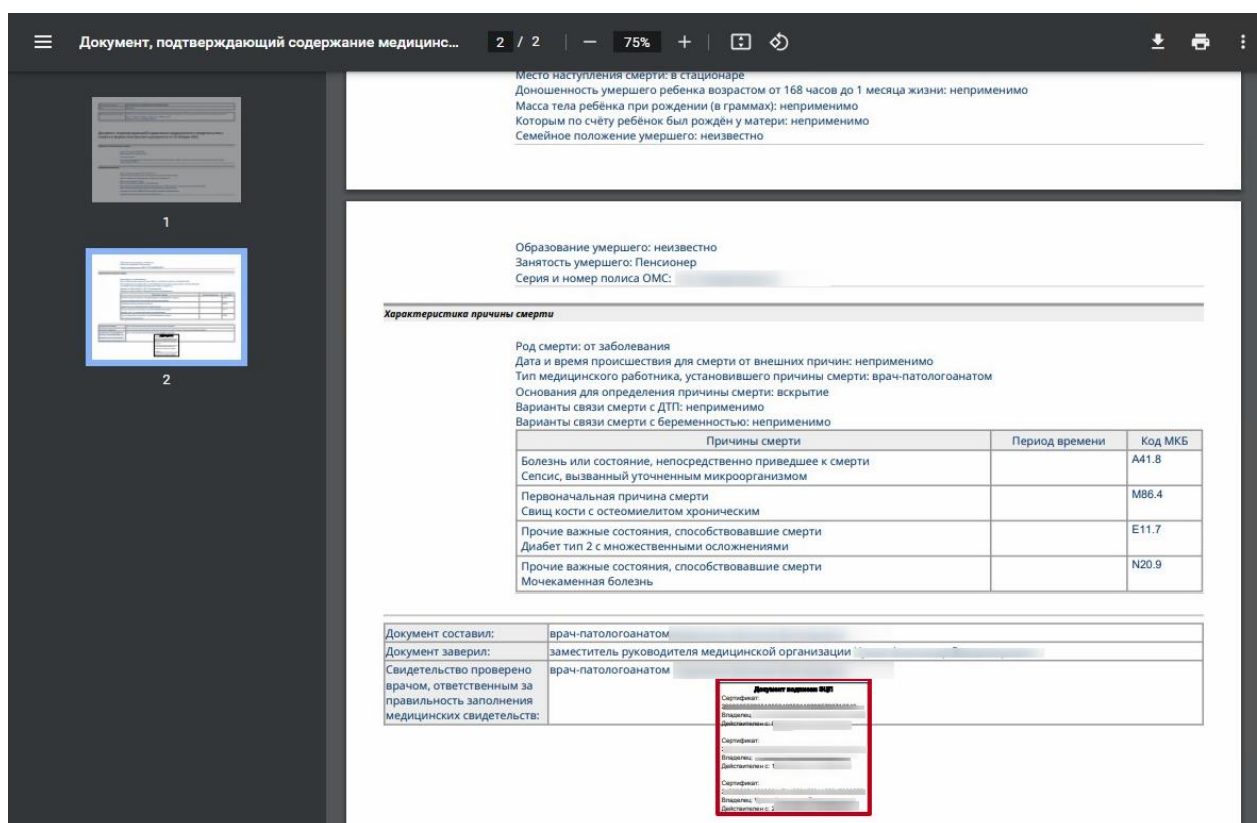 Документ, подтверждающий содержание медицинс... 2 / 2 75%
1
2
Место наступления смерти: в стационаре
Доношенность умершего ребенка возрастом от 168 часов до 1 месяца жизни: неприменимо
Масса тела ребёнка при рождении (в граммах): неприменимо
Которым по счёту ребёнок был рождён у матери: неприменимо
Семейное положение умершего: неизвестно
Образование умершего: неизвестно
Занятость умершего: Пенсионер
Серия и номер полиса ОМС:
Характеристика причины смерти
Род смерти: от заболевания
Дата и время происшествия для смерти от внешних причин: неприменимо
Тип медицинского работника, установившего причины смерти: врач-патологоанатом
Основания для определения причины смерти: вскрытие
Варианты связи смерти с ДТП: неприменимо
Варианты связи смерти с беременностью: неприменимо
Причины смерти Период времени Код МКБ
Болезнь или состояние, непосредственно приведшее к смерти A41.8
Сепсис, вызванный уточненным микроорганизмом
Первоначальная причина смерти M86.4
Свищ кости с остеомиелитом хроническим
Прочие важные состояния, способствовавшие смерти E11.7
Диабет тип 2 с множественными осложнениями
Прочие важные состояния, способствовавшие смерти N20.9
Мочекаменная болезнь
Документ составил: врач-патологоанатом
Документ заверил: заместитель руководителя медицинской организации
Свидетельство проверено врач-патологоанатом
врачом, ответственным за
правильность заполнения
медицинских свидетельств:
Документ подписан ЭЦП
Сертификат:
Владелец:
Действителен с:
Сертификат:
Владелец:
Действителен с:
Сертификат:
Владелец:
Действителен с: